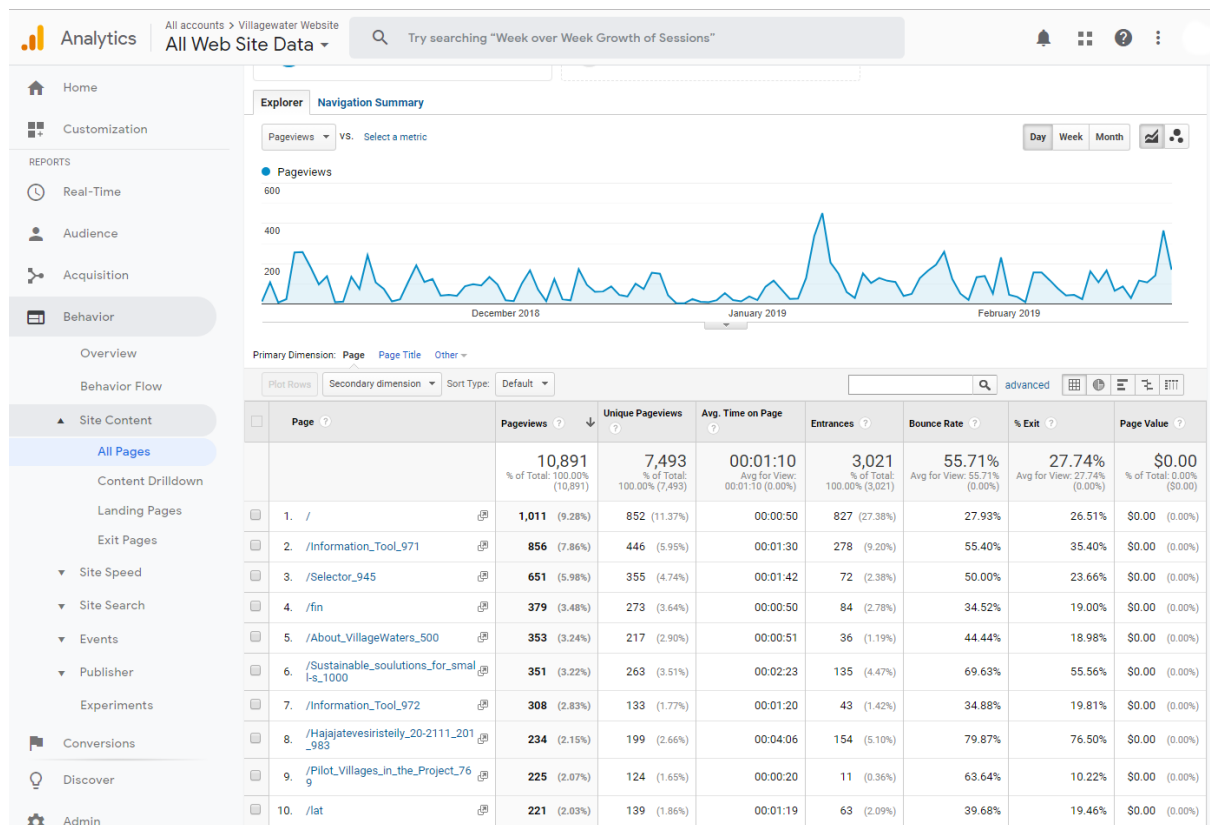 All accounts > Villagewater Website
Analytics
All Web Site Data
Try searching “Week over Week Growth of Sessions”
Home
Customization
REPORTS
Real-Time
Audience
Acquisition
Behavior
Overview
Behavior Flow
Site Content
All Pages
Content Drilldown
Landing Pages
Exit Pages
Site Speed
Site Search
Events
Publisher
Experiments
Conversions
Discover
Admin
Explorer Navigation Summary
Pageviews VS. Select a metric
Day Week Month
Pageviews
600
400
200
December 2018 January 2019 February 2019
Primary Dimension: Page Page Title Other
Plot Rows Secondary dimension Sort Type: Default advanced
Page ? Pageviews ? Unique Pageviews ? Avg. Time on Page ? Entrances ? Bounce Rate ? % Exit ? Page Value ?
10,891 7,493 00:01:10 3,021 55.71% 27.74% $0.00
% of Total: 100.00% (10,891) % of Total: 100.00% (7,493) Avg for View: 00:01:10 (0.00%) % of Total: 100.00% (3,021) Avg for View: 55.71% (0.00%) Avg for View: 27.74% (0.00%) % of Total: 0.00% ($0.00)
1. / 1,011 (9.28%) 852 (11.37%) 00:00:50 827 (27.38%) 27.93% 26.51% $0.00 (0.00%)
2. /Information_Tool_971 856 (7.86%) 446 (5.95%) 00:01:30 278 (9.20%) 55.40% 35.40% $0.00 (0.00%)
3. /Selector_945 651 (5.98%) 355 (4.74%) 00:01:42 72 (2.38%) 50.00% 23.66% $0.00 (0.00%)
4. /fin 379 (3.48%) 273 (3.64%) 00:00:50 84 (2.78%) 34.52% 19.00% $0.00 (0.00%)
5. /About_VillageWaters_500 353 (3.24%) 217 (2.90%) 00:00:51 36 (1.19%) 44.44% 18.98% $0.00 (0.00%)
6. /Sustainable_soulutions_for_smal
l-s_1000 351 (3.22%) 263 (3.51%) 00:02:23 135 (4.47%) 69.63% 55.56% $0.00 (0.00%)
7. /Information_Tool_972 308 (2.83%) 133 (1.77%) 00:01:20 43 (1.42%) 34.88% 19.81% $0.00 (0.00%)
8. /Hajajatevesiristeily_20-2111_201
_983 234 (2.15%) 199 (2.66%) 00:04:06 154 (5.10%) 79.87% 76.50% $0.00 (0.00%)
9. /Pilot_Villages_in_the_Project_76
9 225 (2.07%) 124 (1.65%) 00:00:20 11 (0.36%) 63.64% 10.22% $0.00 (0.00%)
10. /lat 221 (2.03%) 139 (1.86%) 00:01:19 63 (2.09%) 39.68% 19.46% $0.00 (0.00%)